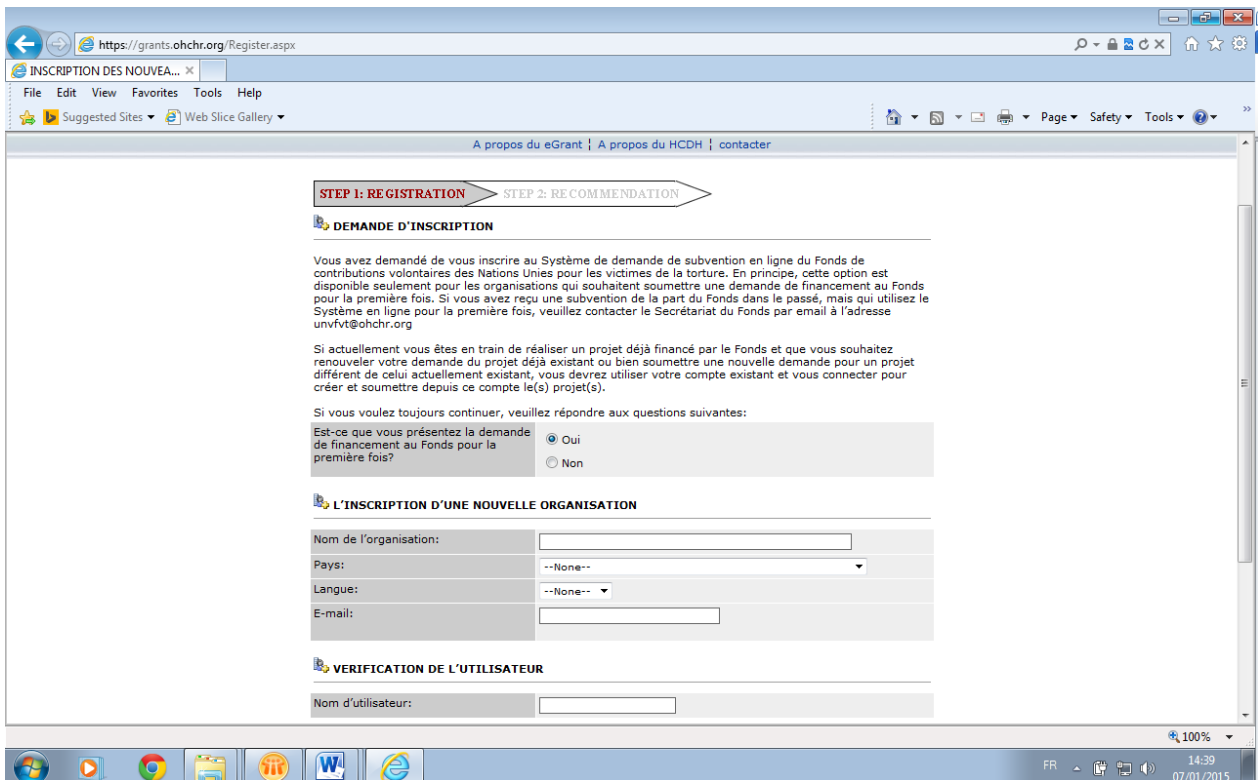 https://grants.ohchr.org/Register.aspx
INSCRIPTION DES NOUVEA...
File Edit View Favorites Tools Help
Suggested Sites Web Slice Gallery Page Safety Tools
A propos du eGrant ¦ A propos du HCDH ¦ contacter
STEP 1: REGISTRATION STEP 2: RECOMMENDATION
DEMANDE D'INSCRIPTION
Vous avez demandé de vous inscrire au Système de demande de subvention en ligne du Fonds de
contributions volontaires des Nations Unies pour les victimes de la torture. En principe, cette option est
disponible seulement pour les organisations qui souhaitent soumettre une demande de financement au Fonds
pour la première fois. Si vous avez reçu une subvention de la part du Fonds dans le passé, mais qui utilisez le
Système en ligne pour la première fois, veuillez contacter le Secrétariat du Fonds par email à l'adresse
unvfvt@ohchr.org
Si actuellement vous êtes en train de réaliser un projet déjà financé par le Fonds et que vous souhaitez
renouveler votre demande du projet déjà existant ou bien soumettre une nouvelle demande pour un projet
différent de celui actuellement existant, vous devrez utiliser votre compte existant et vous connecter pour
créer et soumettre depuis ce compte le(s) projet(s).
Si vous voulez toujours continuer, veuillez répondre aux questions suivantes:
Est-ce que vous présentez la demande
de financement au Fonds pour la
première fois?
Oui
Non
L'INSCRIPTION D'UNE NOUVELLE ORGANISATION
Nom de l'organisation:
Pays: --None--
Langue: --None--
E-mail:
VERIFICATION DE L'UTILISATEUR
Nom d'utilisateur:
100%
FR 14:39
07/01/2015